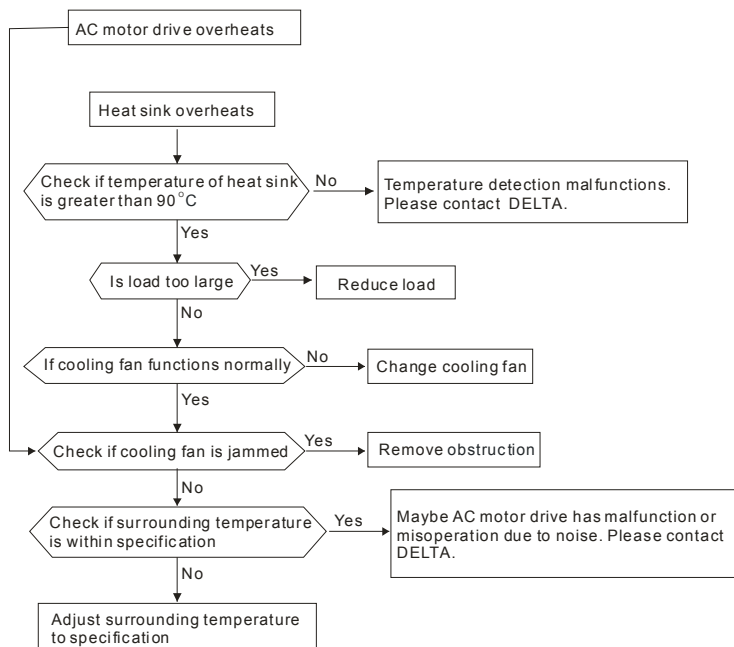 AC motor drive overheats
Heat sink overheats
Check if temperature of heat sink
is greater than 90°C
No
Temperature detection malfunctions.
Please contact DELTA.
Yes
Is load too large
Yes
Reduce load
No
If cooling fan functions normally
No
Change cooling fan
Yes
Check if cooling fan is jammed
Yes
Remove obstruction
No
Check if surrounding temperature
is within specification
Yes
Maybe AC motor drive has malfunction or
misoperation due to noise. Please contact
DELTA.
No
Adjust surrounding temperature
to specification